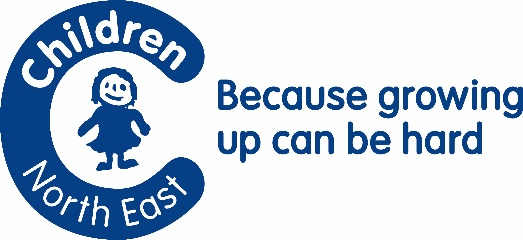 Children
North East
Because growing
up can be hard